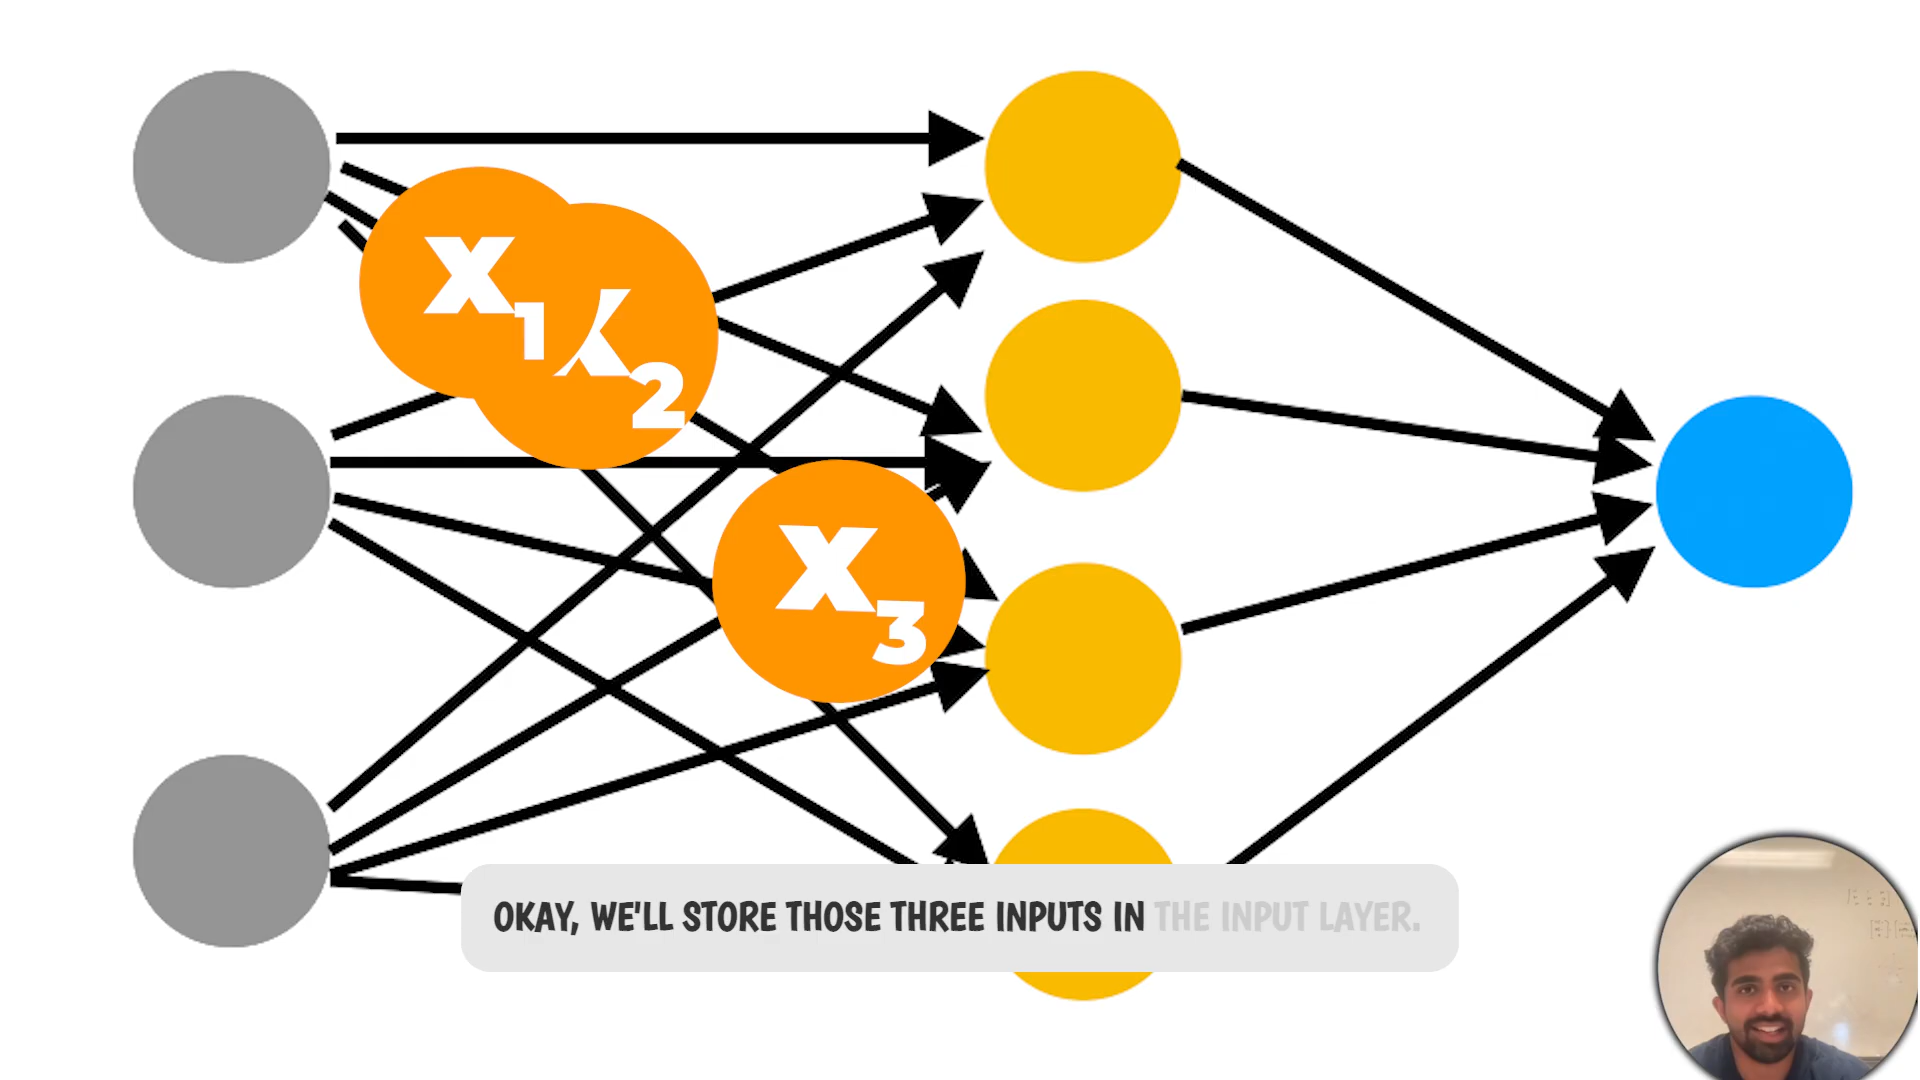 X1
X2
X3
OKAY, WE'LL STORE THOSE THREE INPUTS IN THE INPUT LAYER.